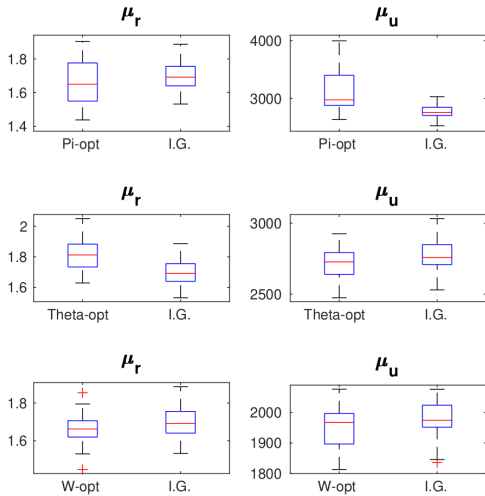 μr μu
1.8 4000
1.6 3000
1.4
Pi-opt I.G. Pi-opt I.G.
μr μu
2 3000
1.8
1.6 2500
Theta-opt I.G. Theta-opt I.G.
μr μu
1.8 2000
1.6 1900
1800
W-opt I.G. W-opt I.G.